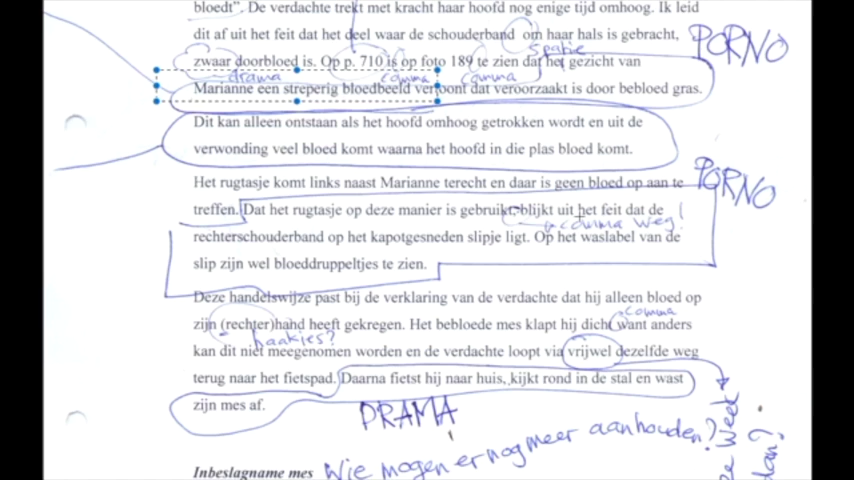 bloedt”. De verdachte trekt met kracht haar hoofd nog enige tijd omhoog. Ik leid
dit af uit het feit dat het deel waar de schouderband om haar hals is gebracht,
spatie
PORNO
zwaar doorbloed is. Op p. 710 is op foto 189 te zien dat het gezicht van
drama comma comma
Marianne een streperig bloedbeeld vertoont dat veroorzaakt is door bebloed gras.
Dit kan alleen ontstaan als het hoofd omhoog getrokken wordt en uit de
verwonding veel bloed komt waarna het hoofd in die plas bloed komt.
Het rugtasje komt links naast Marianne terecht en daar is geen bloed op aan te
PORNO
treffen. Dat het rugtasje op deze manier is gebruikt, blijkt uit het feit dat de
comma weg!
rechterschouderband op het kapotgesneden slipje ligt. Op het waslabel van de
slip zijn wel bloeddruppeltjes te zien.
Deze handelswijze past bij de verklaring van de verdachte dat hij alleen bloed op
comma
zijn (rechter)hand heeft gekregen. Het bebloede mes klapt hij dicht want anders
haakjes?
kan dit niet meegenomen worden en de verdachte loopt via vrijwel dezelfde weg
terug naar het fietspad. Daarna fietst hij naar huis, kijkt rond in de stal en wast
zijn mes af.
DRAMA
Wie mogen er nog meer aanhouden?
week
dan?
Inbeslagname mes